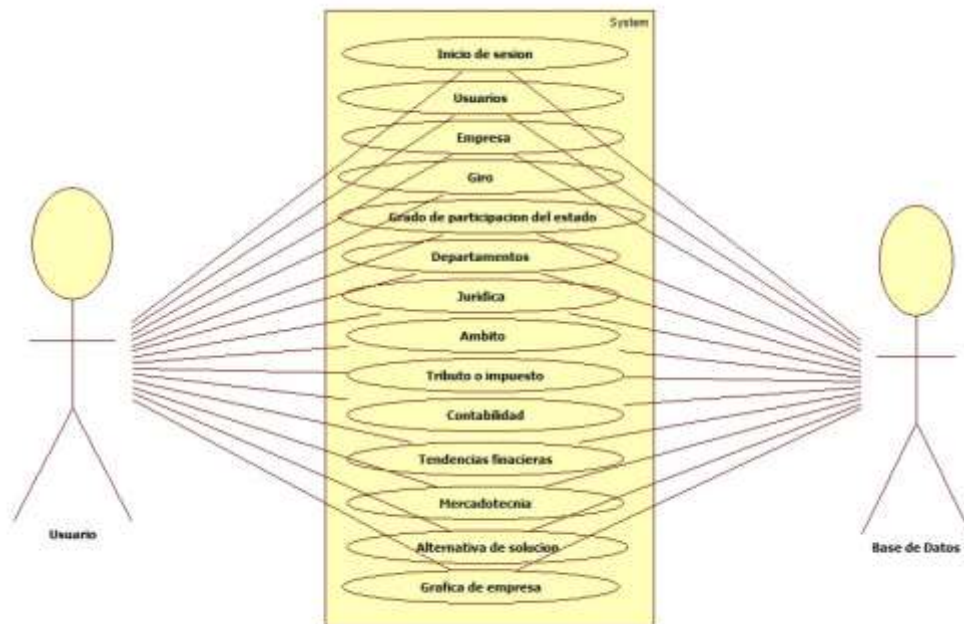 System
Inicio de sesion
Usuarios
Empresa
Giro
Grado de participacion del estado
Departamentos
Juridica
Ambito
Tributo o impuesto
Contabilidad
Tendencias finacieras
Mercadotecnia
Alternativa de solucion
Grafica de empresa
Usuario
Base de Datos